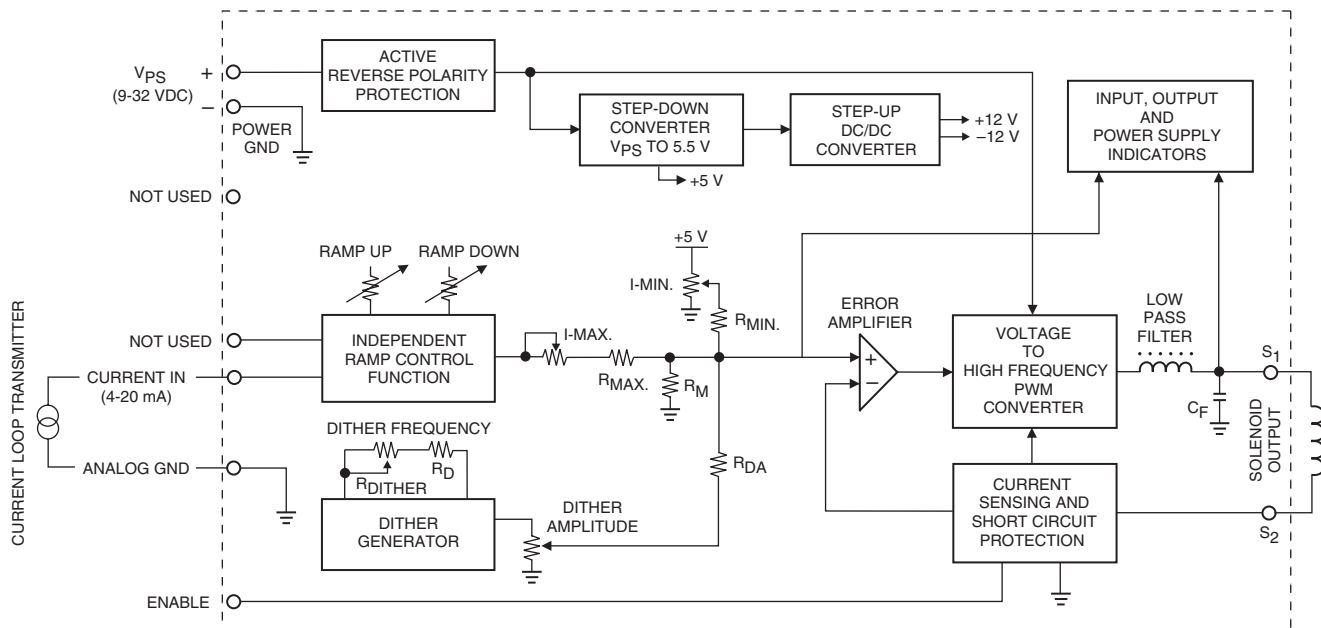 VPS +
(9-32 VDC)
–
POWER
GND
ACTIVE
REVERSE POLARITY
PROTECTION
STEP-DOWN
CONVERTER
VPS TO 5.5 V
+5 V
STEP-UP
DC/DC
CONVERTER
+12 V
–12 V
INPUT, OUTPUT
AND
POWER SUPPLY
INDICATORS
NOT USED
RAMP UP
RAMP DOWN
+5 V
I-MIN.
RMIN.
NOT USED
INDEPENDENT
RAMP CONTROL
FUNCTION
I-MAX.
RMAX.
RM
ERROR
AMPLIFIER
+
–
VOLTAGE
TO
HIGH FREQUENCY
PWM
CONVERTER
LOW
PASS
FILTER
CF
S1
SOLENOID
OUTPUT
S2
CURRENT LOOP TRANSMITTER
CURRENT IN
(4-20 mA)
ANALOG GND
DITHER FREQUENCY
RD
RDITHER
DITHER
GENERATOR
DITHER
AMPLITUDE
RDA
CURRENT
SENSING AND
SHORT CIRCUIT
PROTECTION
ENABLE